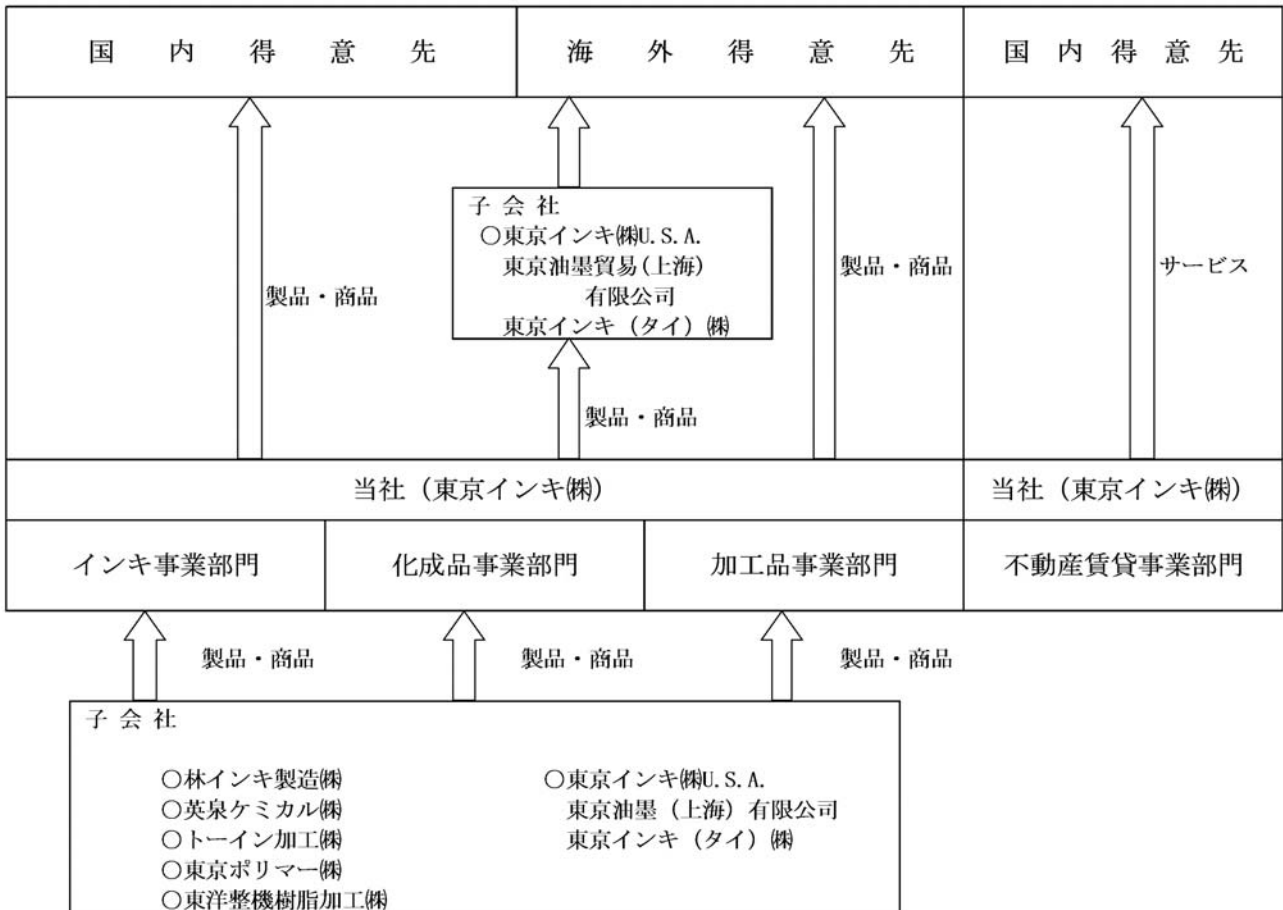 国内得意先
海外得意先
国内得意先
子会社
○東京インキ㈱U.S.A.
東京油墨貿易(上海)
有限公司
東京インキ（タイ）㈱
製品・商品
製品・商品
サービス
製品・商品
当社（東京インキ㈱）
当社（東京インキ㈱）
インキ事業部門
化成品事業部門
加工品事業部門
不動産賃貸事業部門
製品・商品
製品・商品
製品・商品
子会社
○林インキ製造㈱
○英泉ケミカル㈱
○トーイン加工㈱
○東京ポリマー㈱
○東洋整機樹脂加工㈱
○東京インキ㈱U.S.A.
東京油墨（上海）有限公司
東京インキ（タイ）㈱